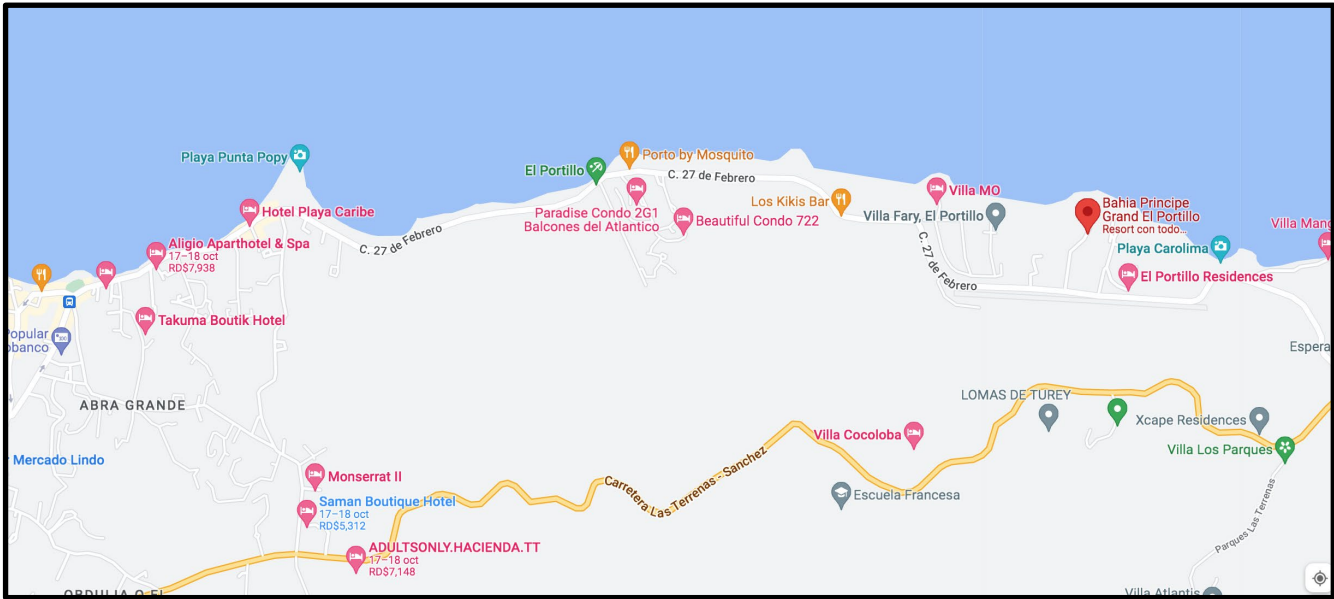 Playa Punta Popy
El Portillo
Porto by Mosquito
C. 27 de Febrero
Hotel Playa Caribe
Paradise Condo 2G1
Balcones del Atlantico
Beautiful Condo 722
Los Kikis Bar
Villa MO
Villa Fary, El Portillo
Bahia Principe
Grand El Portillo
Resort con todo...
Villa Mang
Aligio Aparthotel & Spa
17–18 oct
RD$7,938
C. 27 de Febrero
C. 27 de Febrero
Playa Carolima
El Portillo Residences
Takuma Boutik Hotel
Popular
obanco
Espera
ABRA GRANDE
LOMAS DE TUREY
Xcape Residences
Villa Cocoloba
Villa Los Parques
Mercado Lindo
Monserrat II
Carretera Las Terrenas - Sanchez
Escuela Francesa
Saman Boutique Hotel
17–18 oct
RD$5,312
Parques Las Terrenas
ADULTSONLY.HACIENDA.TT
17–18 oct
RD$7,148
Villa Atlantis